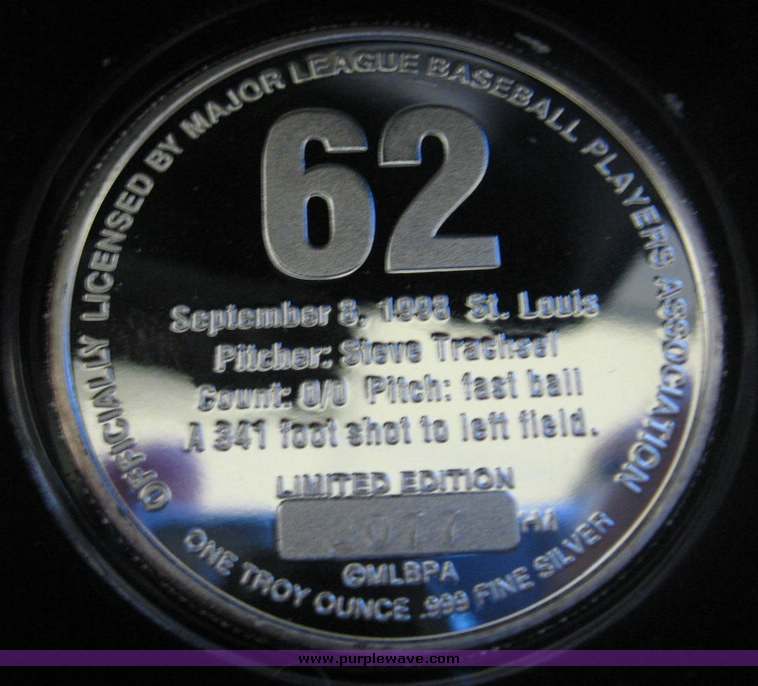 OFFICIALLY LICENSED BY MAJOR LEAGUE BASEBALL PLAYERS ASSOCIATION
62
September 8, 1998 St. Louis
Pitcher: Steve Trachsel
Count: 0/0 Pitch: fast ball
A 341 foot shot to left field.
LIMITED EDITION
TM
©MLBPA
ONE TROY OUNCE .999 FINE SILVER
www.purplewave.com